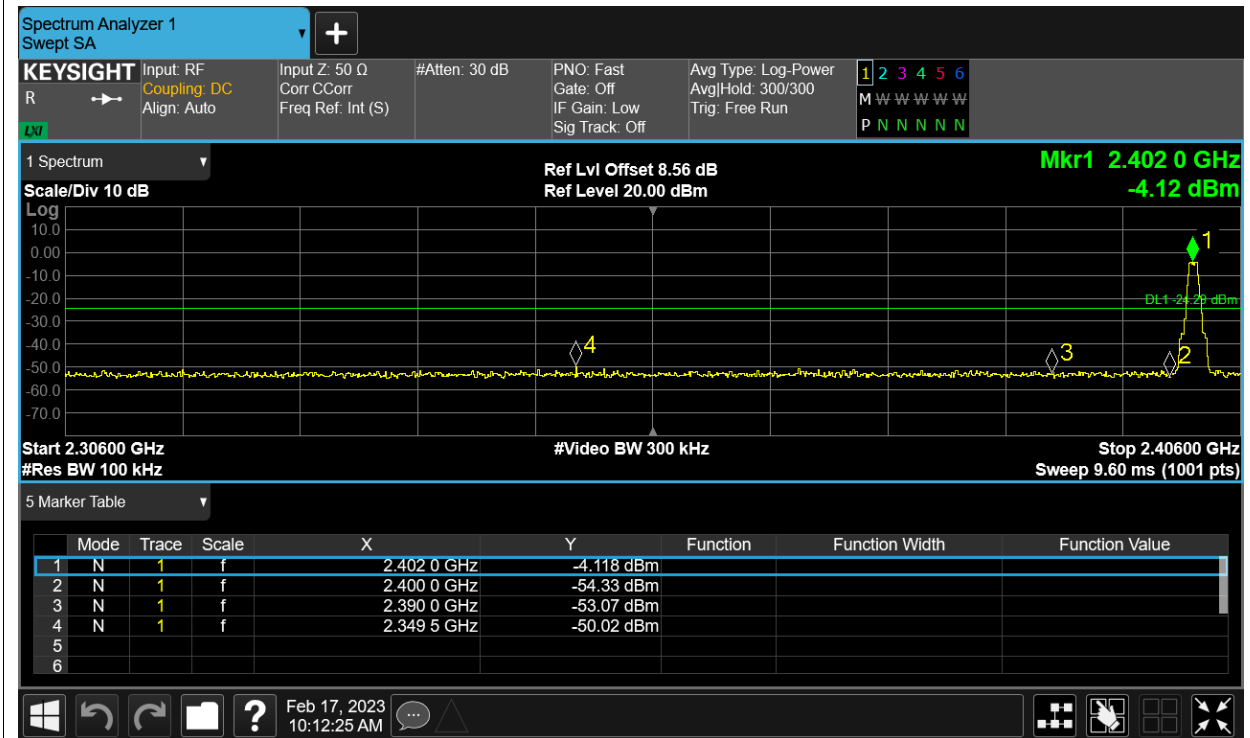 Spectrum Analyzer 1
Swept SA
+
KEYSIGHT Input: RF Input Z: 50 Ω #Atten: 30 dB PNO: Fast Avg Type: Log-Power 1 2 3 4 5 6
R Coupling: DC Corr CCorr Gate: Off Avg|Hold: 300/300 M W W W W W
Align: Auto Freq Ref: Int (S) IF Gain: Low Trig: Free Run
LXI Sig Track: Off P N N N N N N
1 Spectrum Ref Lvl Offset 8.56 dB Mkr1 2.402 0 GHz
Scale/Div 10 dB Ref Level 20.00 dBm -4.12 dBm
Log
10.0
1
0.00
-10.0
-20.0
DL1 -24.29 dBm
-30.0
-40.0
4 3 2
-50.0
-60.0
-70.0
Start 2.30600 GHz #Video BW 300 kHz Stop 2.40600 GHz
#Res BW 100 kHz Sweep 9.60 ms (1001 pts)
5 Marker Table
Mode Trace Scale X Y Function Function Width Function Value
1 N 1 f 2.402 0 GHz -4.118 dBm
2 N 1 f 2.400 0 GHz -54.33 dBm
3 N 1 f 2.390 0 GHz -53.07 dBm
4 N 1 f 2.349 5 GHz -50.02 dBm
5
6
? Feb 17, 2023
10:12:25 AM